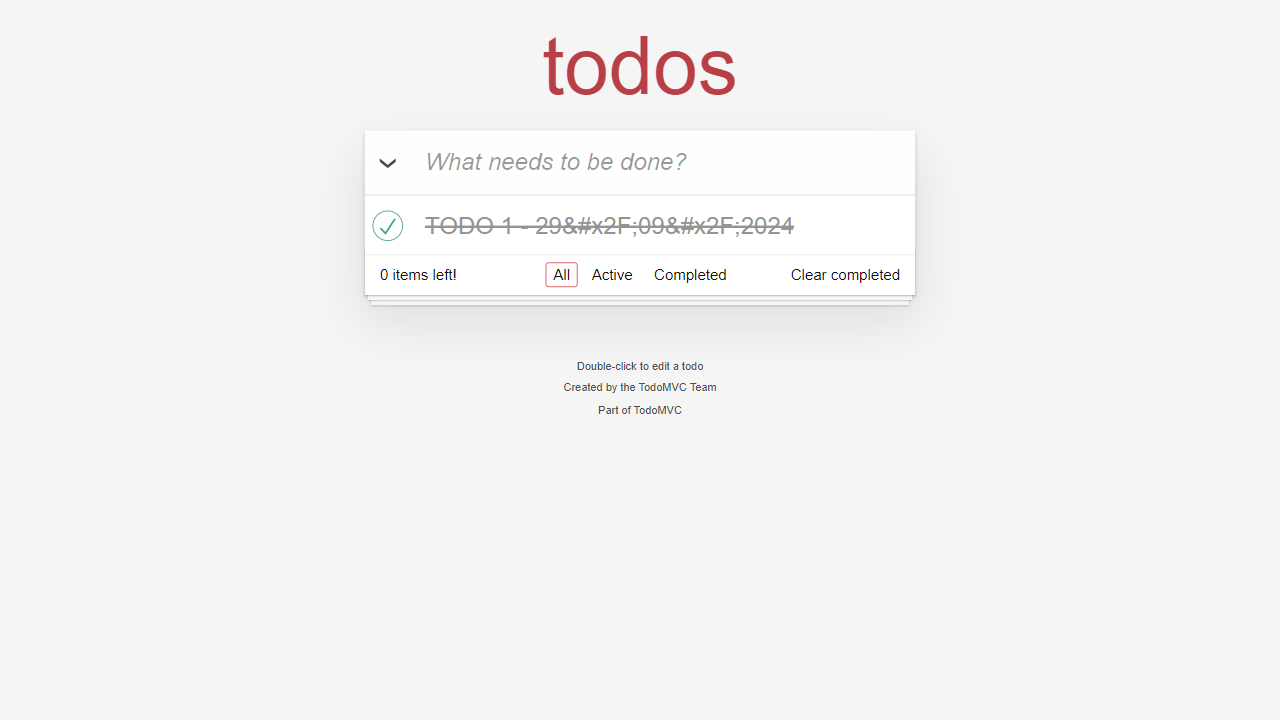 todos
What needs to be done?
TODO 1 - 29&#x2F;09&#x2F;2024
0 items left!
All
Active
Completed
Clear completed
Double-click to edit a todo
Created by the TodoMVC Team
Part of TodoMVC